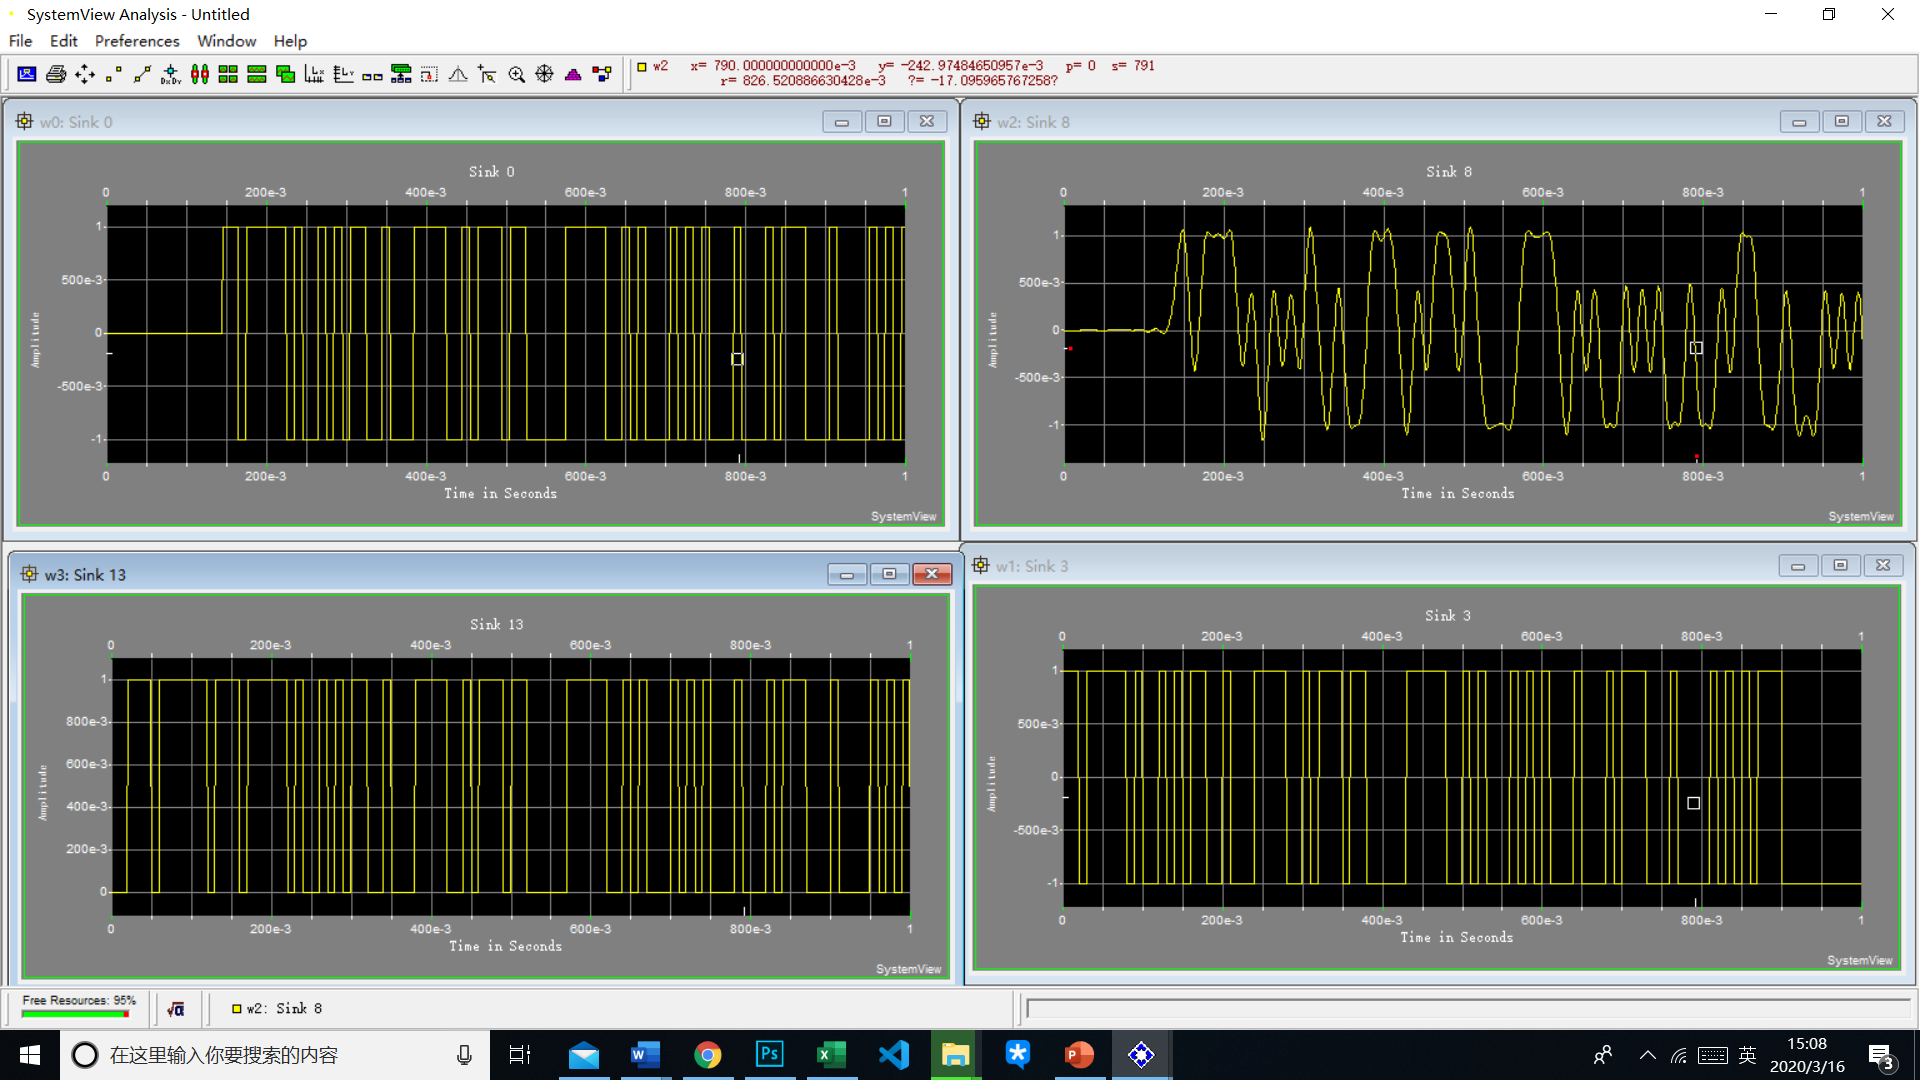 SystemView Analysis - Untitled
File Edit Preferences Window Help
w2 x= 790.000000000000e-3 y= -242.97484650957e-3 p= 0 s= 791
r= 826.520886630428e-3 ?= -17.095965767258?
w0: Sink 0
Sink 0
0 200e-3 400e-3 600e-3 800e-3 1
1
500e-3
0
-500e-3
-1
Amplitude
0 200e-3 400e-3 600e-3 800e-3 1
Time in Seconds
SystemView
w2: Sink 8
Sink 8
0 200e-3 400e-3 600e-3 800e-3 1
1
500e-3
0
-500e-3
-1
Amplitude
0 200e-3 400e-3 600e-3 800e-3 1
Time in Seconds
SystemView
w3: Sink 13
Sink 13
0 200e-3 400e-3 600e-3 800e-3 1
1
800e-3
600e-3
400e-3
200e-3
0
Amplitude
0 200e-3 400e-3 600e-3 800e-3 1
Time in Seconds
SystemView
w1: Sink 3
Sink 3
0 200e-3 400e-3 600e-3 800e-3 1
1
500e-3
0
-500e-3
-1
Amplitude
0 200e-3 400e-3 600e-3 800e-3 1
Time in Seconds
SystemView
Free Resources: 95%
√α
w2: Sink 8
在这里输入你要搜索的内容
英
15:08
2020/3/16
3